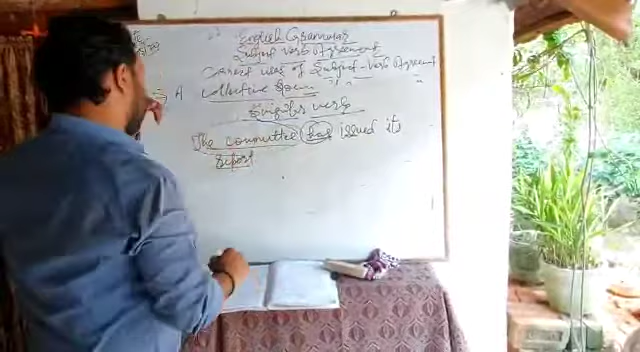 English Grammar
Subject Verb Agreement
Correct uses of Subject-Verb Agreement
A collective Noun
Singular verb
The committee has issued its
report